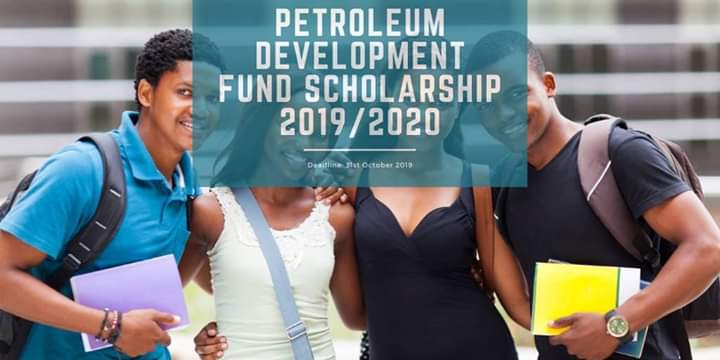 PETROLEUM
DEVELOPMENT
FUND SCHOLARSHIP
2019/2020
Deadline: 31st October 2019